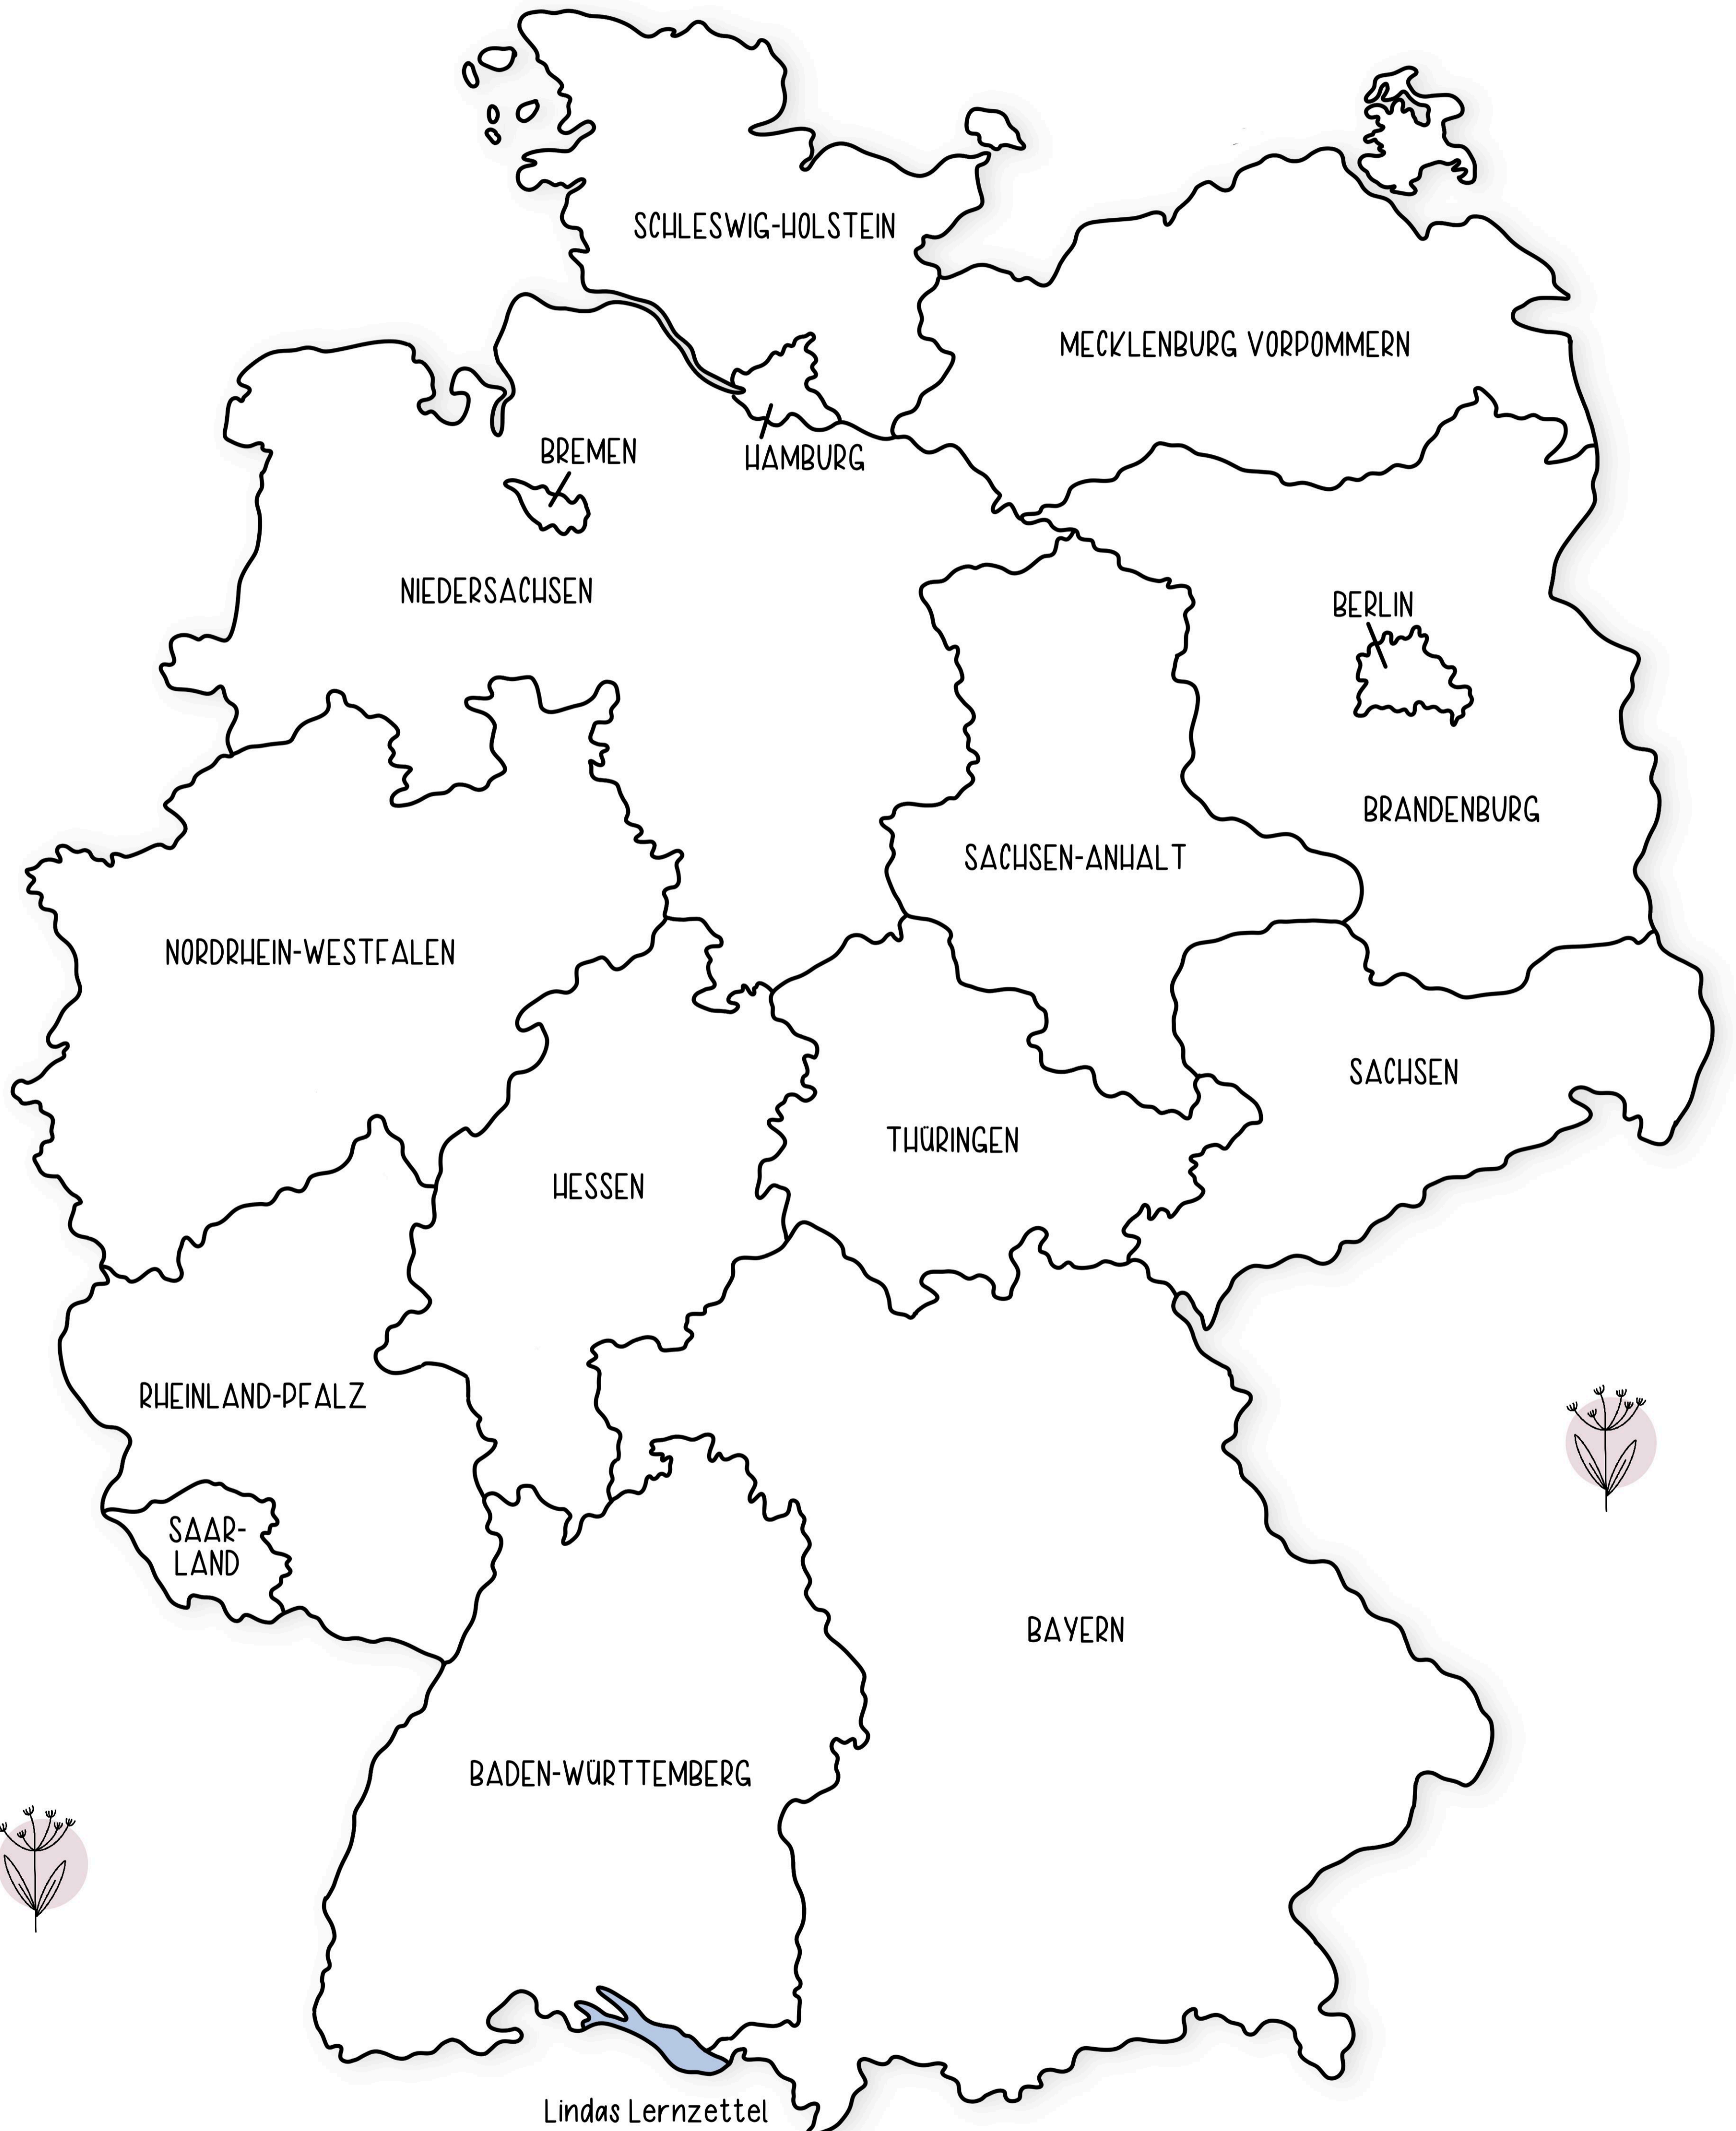 SCHLESWIG-HOLSTEIN
MECKLENBURG VORPOMMERN
BREMEN
HAMBURG
NIEDERSACHSEN
BERLIN
BRANDENBURG
SACHSEN-ANHALT
NORDRHEIN-WESTFALEN
SACHSEN
THÜRINGEN
HESSEN
RHEINLAND-PFALZ
SAAR-
LAND
BAYERN
BADEN-WÜRTTEMBERG
Lindas Lernzettel